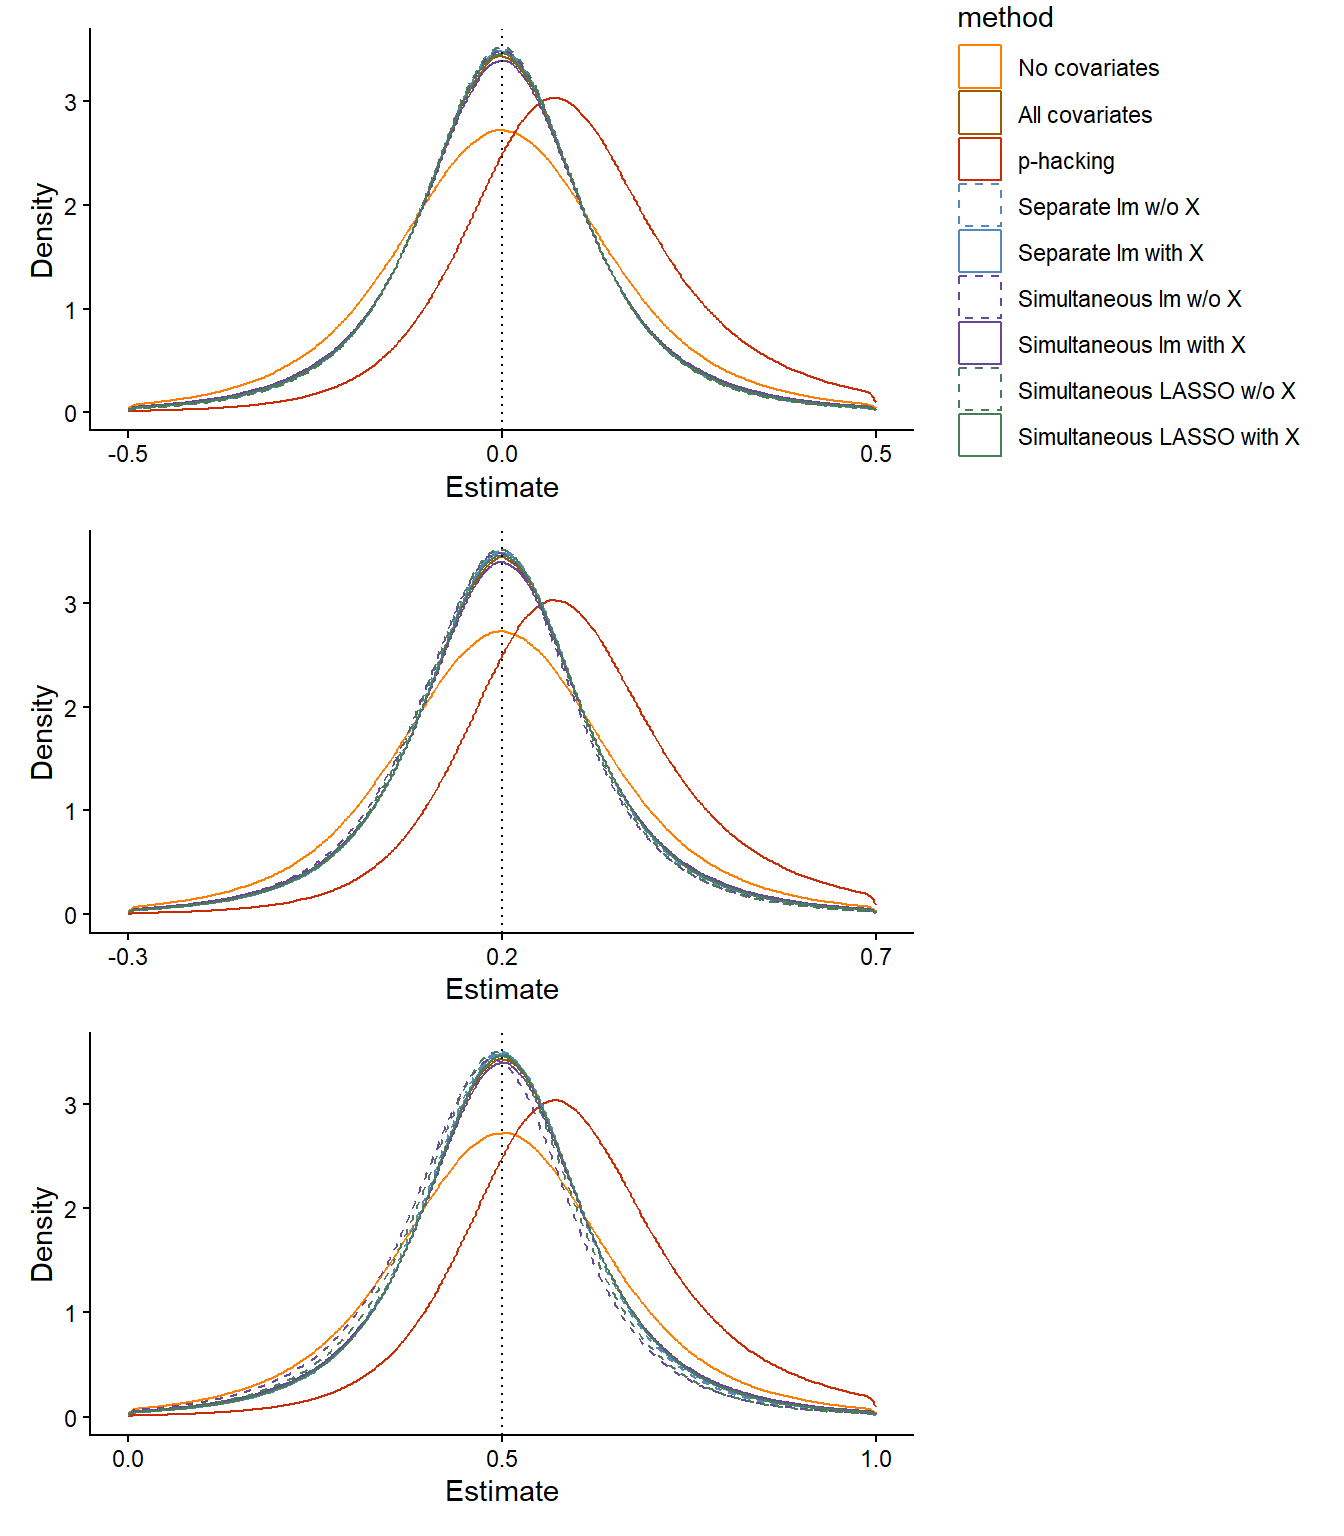 method
No covariates
All covariates
p-hacking
Separate lm w/o X
Separate lm with X
Simultaneous lm w/o X
Simultaneous lm with X
Simultaneous LASSO w/o X
Simultaneous LASSO with X
Density
3
2
1
0
-0.5 0.0 0.5
Estimate
Density
3
2
1
0
-0.3 0.2 0.7
Estimate
Density
3
2
1
0
0.0 0.5 1.0
Estimate